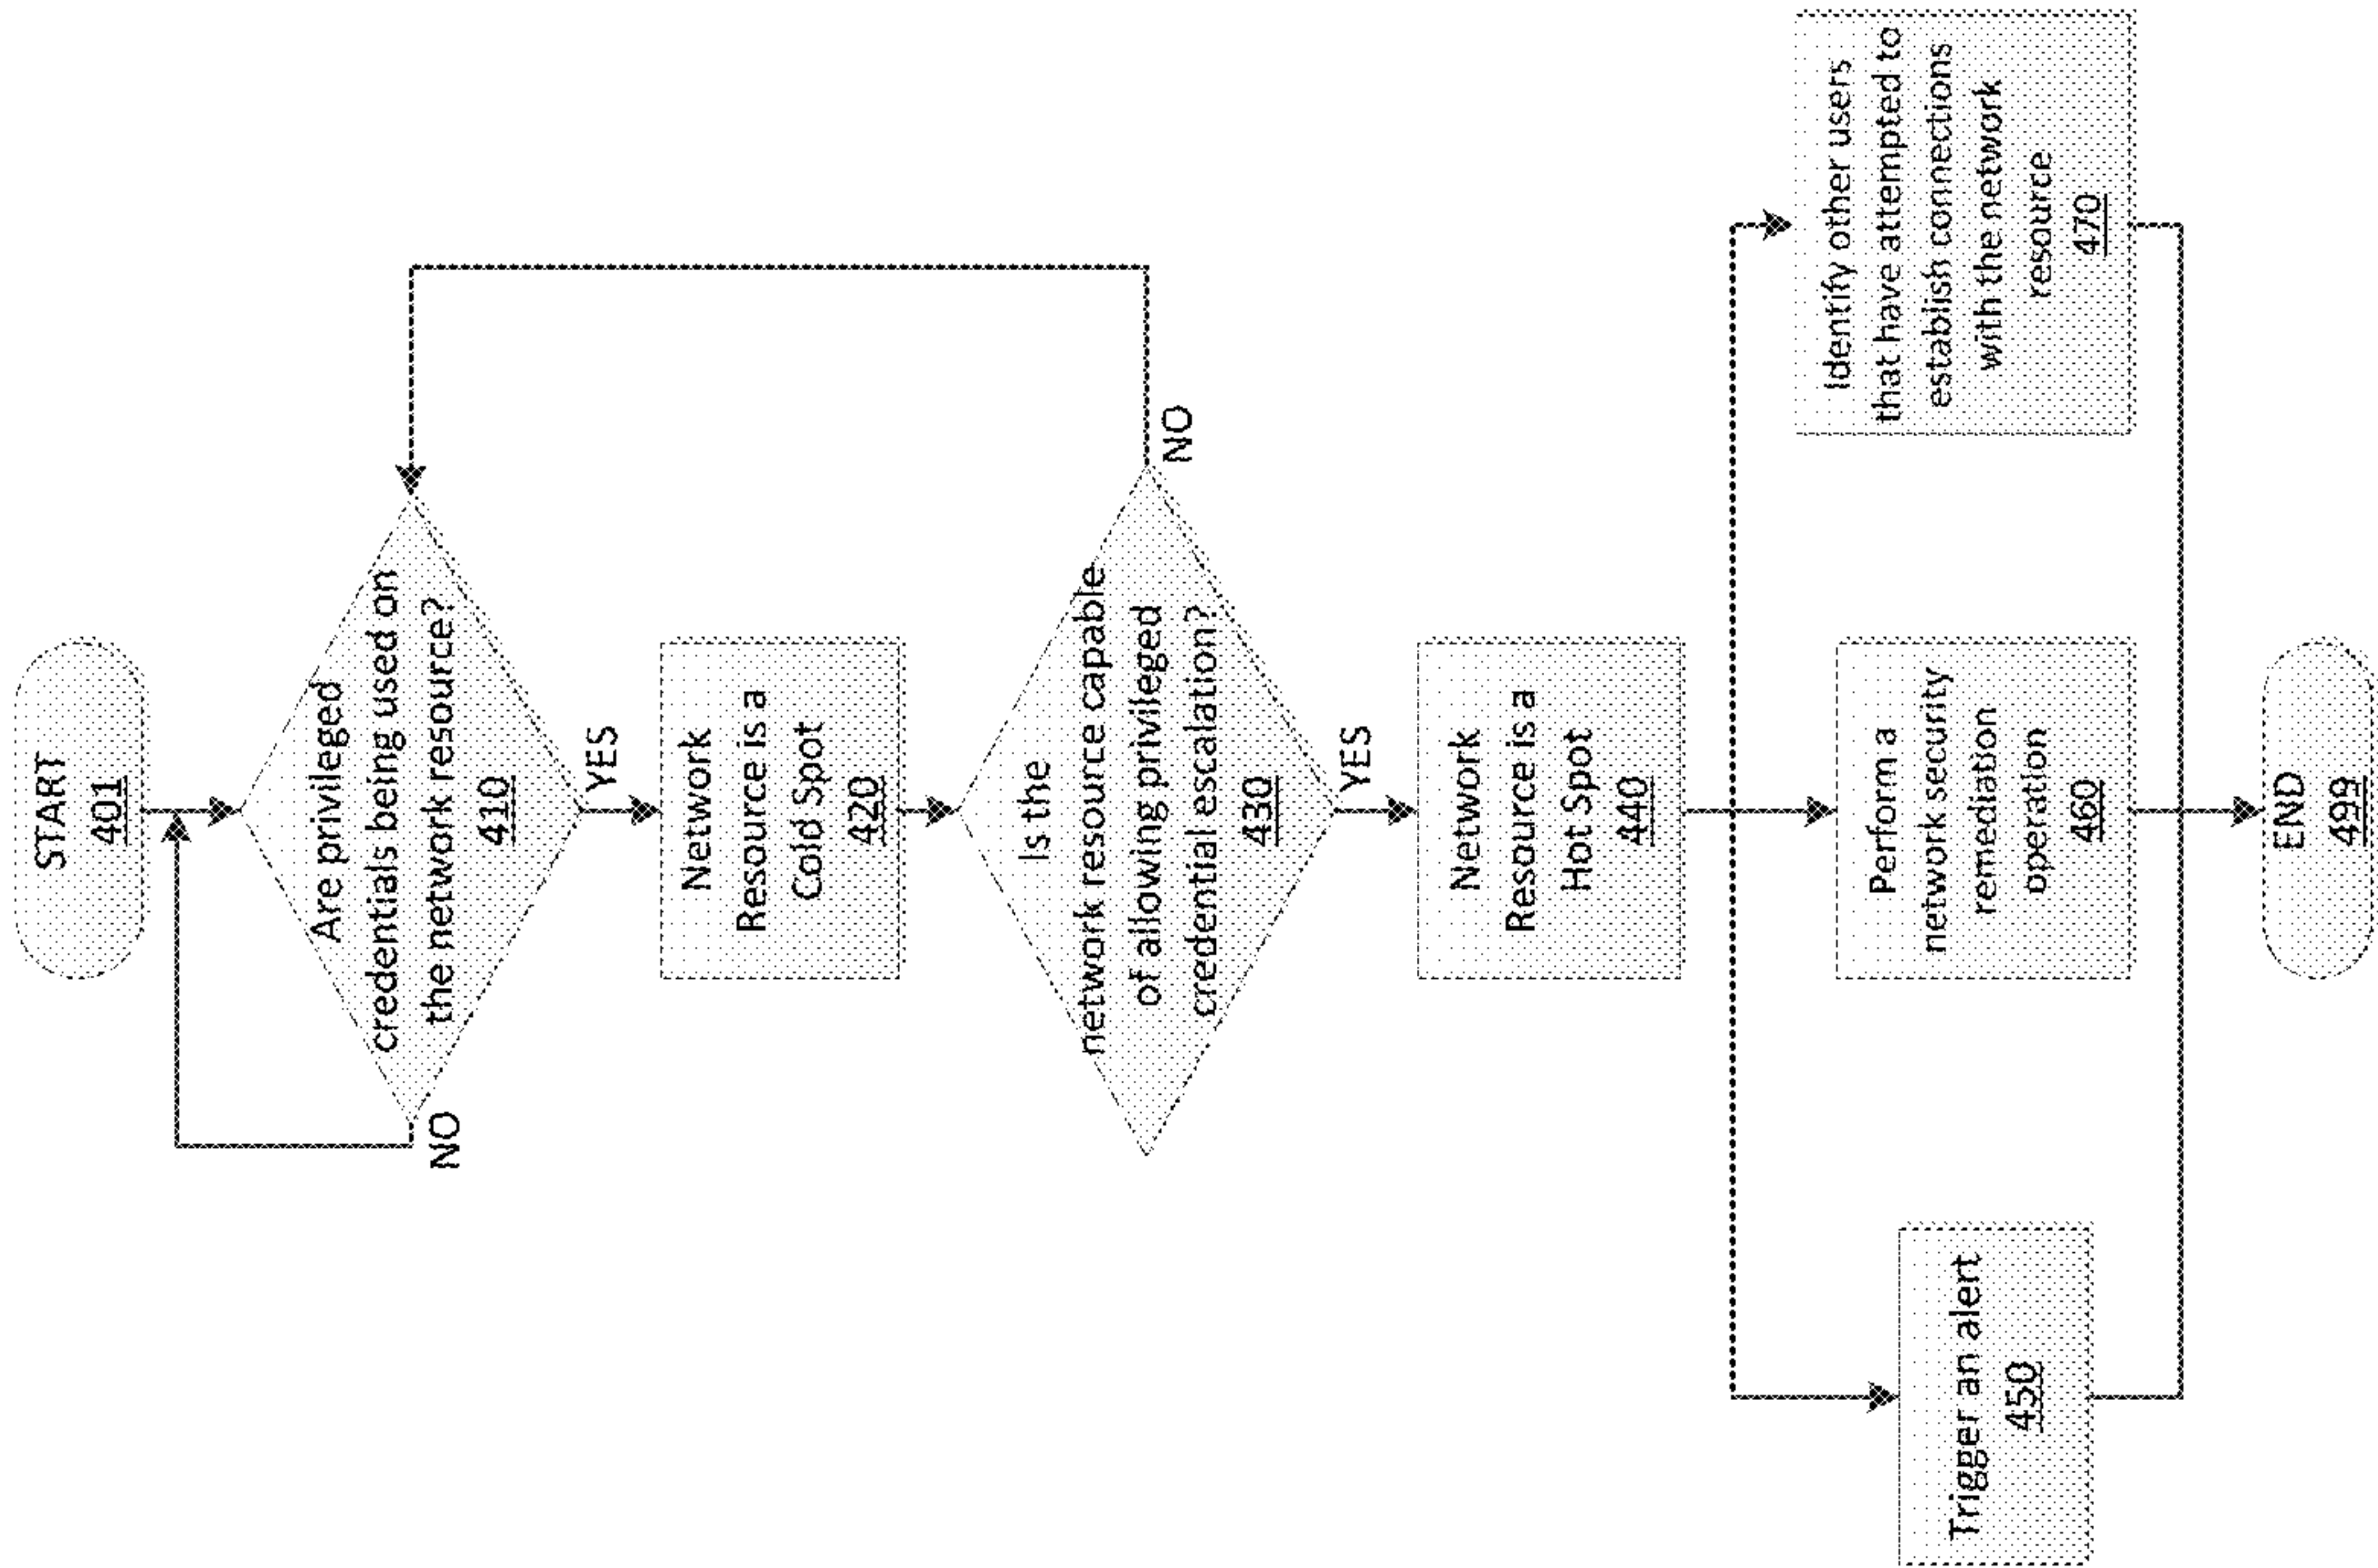 START
401
Are privileged
credentials being used on
the network resource?
410
NO
YES
Network
Resource is a
Cold Spot
420
Is the
network resource capable
of allowing privileged
credential escalation?
430
NO
YES
Network
Resource is a
Hot Spot
440
Trigger an alert
450
Perform a
network security
remediation
operation
460
Identify other users
that have attempted to
establish connections
with the network
resource
470
END
499